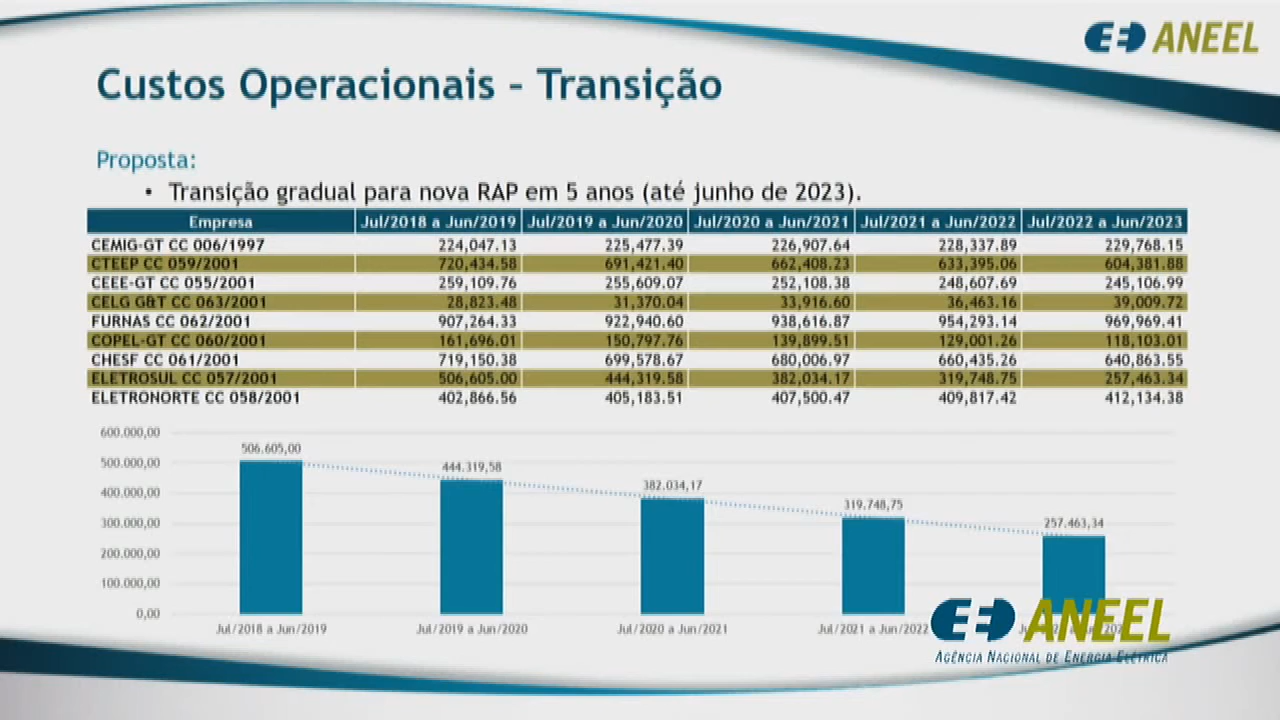 ANEEL
Custos Operacionais - Transição
Proposta:
• Transição gradual para nova RAP em 5 anos (até junho de 2023).
Empresa Jul/2018 a Jun/2019 Jul/2019 a Jun/2020 Jul/2020 a Jun/2021 Jul/2021 a Jun/2022 Jul/2022 a Jun/2023
CEMIG-GT CC 006/1997 224,047.13 225,477.39 226,907.64 228,337.89 229,768.15
CTEEP CC 059/2001 720,434.58 691,421.40 662,408.23 633,395.06 604,381.88
CEEE-GT CC 055/2001 259,109.76 255,609.07 252,108.38 248,607.69 245,106.99
CELG G&T CC 063/2001 28,823.48 31,370.04 33,916.60 36,463.16 39,009.72
FURNAS CC 062/2001 907,264.33 922,940.60 938,616.87 954,293.14 969,969.41
COPEL-GT CC 060/2001 161,696.01 150,797.76 139,899.51 129,001.26 118,103.01
CHESF CC 061/2001 719,150.38 699,578.67 680,006.97 660,435.26 640,863.55
ELETROSUL CC 057/2001 506,605.00 444,319.58 382,034.17 319,748.75 257,463.34
ELETRONORTE CC 058/2001 402,866.56 405,183.51 407,500.47 409,817.42 412,134.38
600.000,00
506.605,00
500.000,00
444.319,58
400.000,00
382.034,17
319.748,75
300.000,00
257.463,34
200.000,00
100.000,00
0,00
Jul/2018 a Jun/2019 Jul/2019 a Jun/2020 Jul/2020 a Jun/2021 Jul/2021 a Jun/2022
ANEEL
AGÊNCIA NACIONAL DE ENERGIA ELÉTRICA